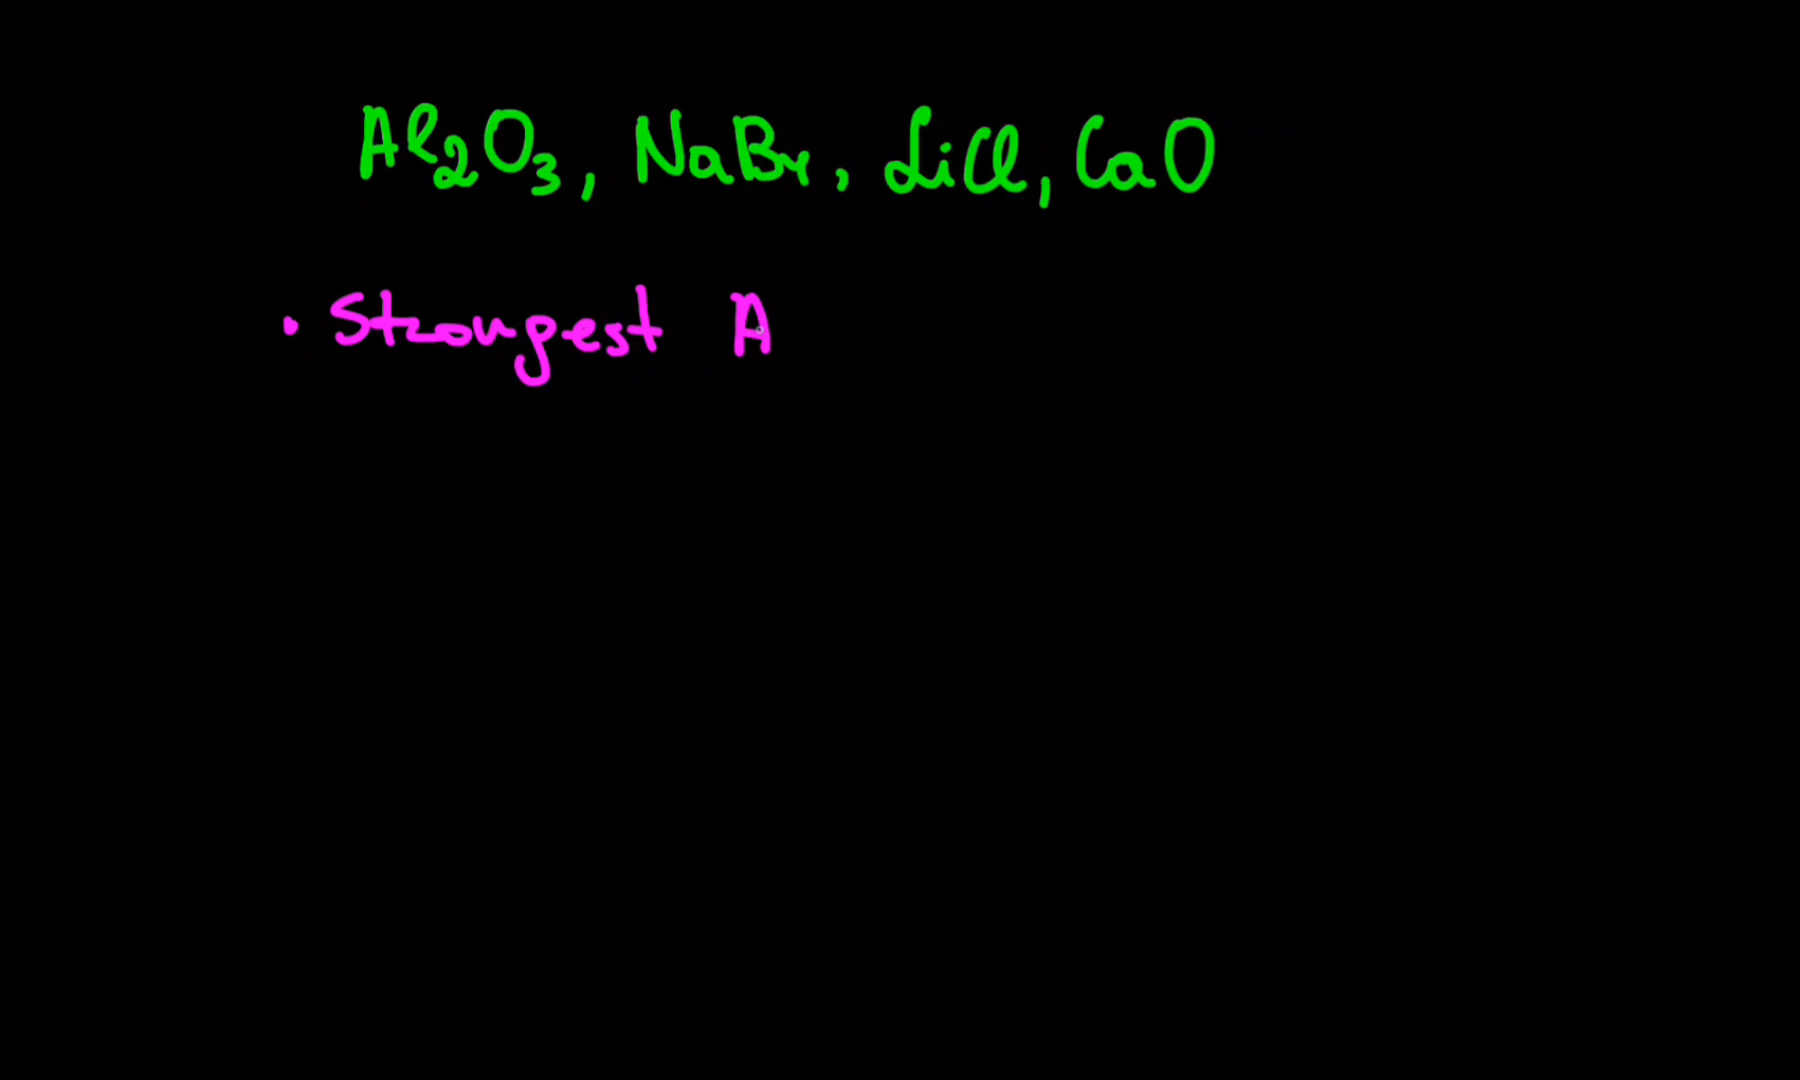 Al₂O₃, NaBr, LiCl, CaO
• Strongest A